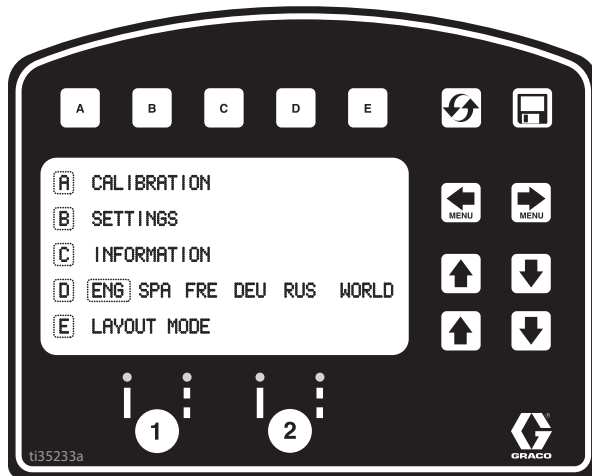 A B C D E
A CALIBRATION
B SETTINGS
C INFORMATION
D ENG SPA FRE DEU RUS WORLD
E LAYOUT MODE
MENU MENU
1 2
ti35233a
GRACO